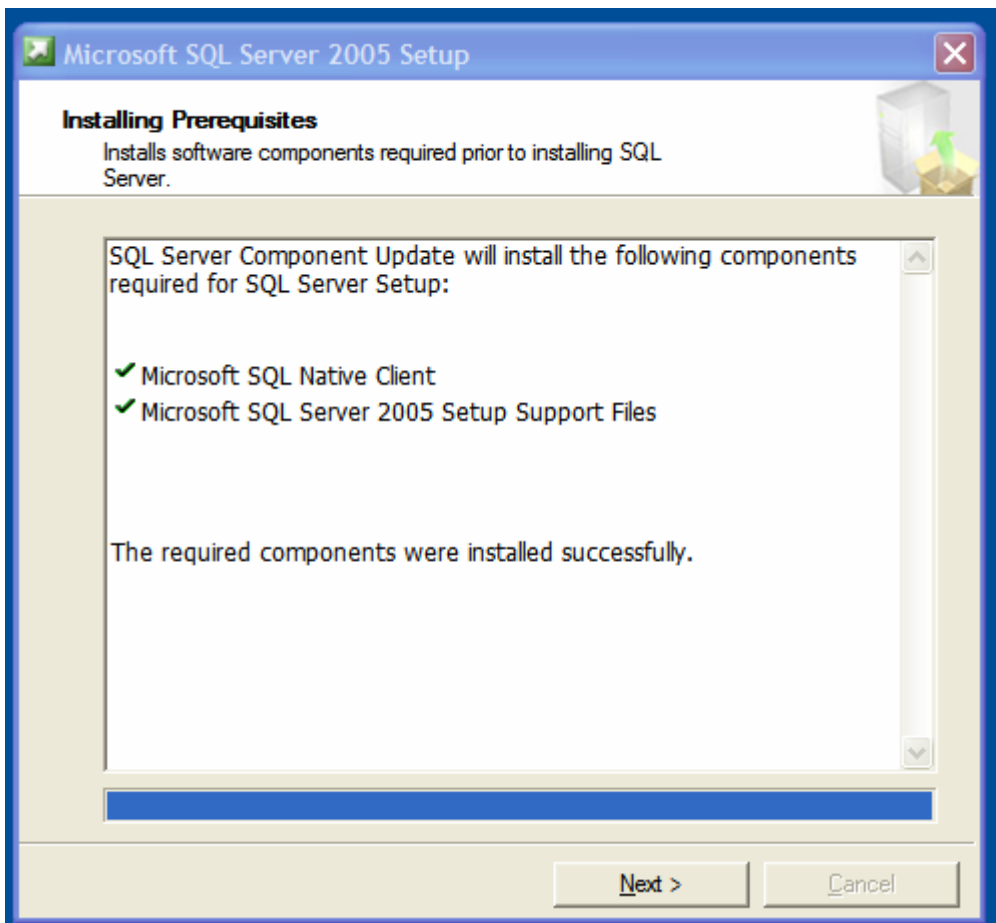 Microsoft SQL Server 2005 Setup
Installing Prerequisites
Installs software components required prior to installing SQL
Server.
SQL Server Component Update will install the following components
required for SQL Server Setup:
Microsoft SQL Native Client
Microsoft SQL Server 2005 Setup Support Files
The required components were installed successfully.
Next >
Cancel